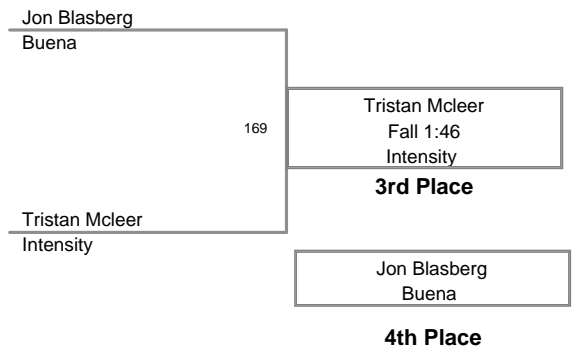 Jon Blasberg
Buena
169
Tristan Mcleer
Fall 1:46
Intensity
3rd Place
Tristan Mcleer
Intensity
Jon Blasberg
Buena
4th Place